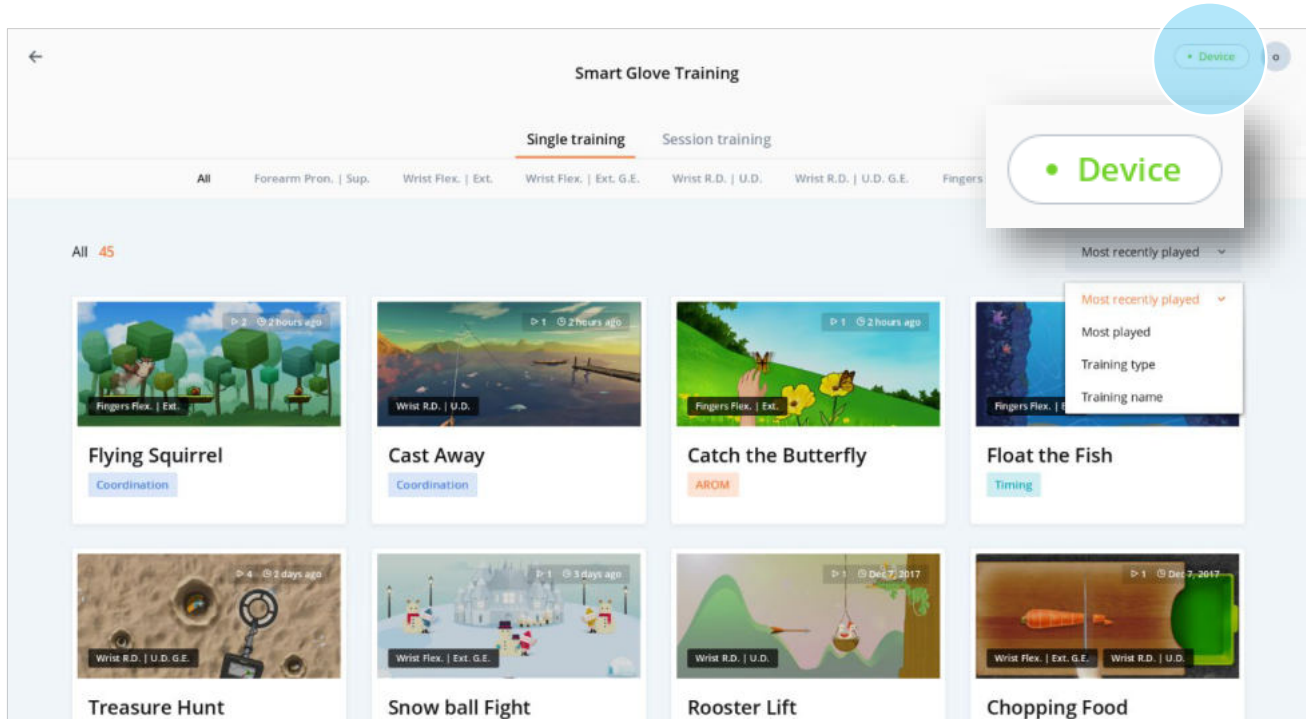 Smart Glove Training
• Device
o
Single training
Session training
All
Forearm Pron. | Sup.
Wrist Flex. | Ext.
Wrist Flex. | Ext. G.E.
Wrist R.D. | U.D.
Wrist R.D. | U.D. G.E.
Fingers
• Device
All 45
Most recently played
Most recently played
Most played
Training type
Training name
2 2 hours ago
Fingers Flex. | Ext.
Flying Squirrel
Coordination
1 2 hours ago
Wrist R.D. | U.D.
Cast Away
Coordination
1 2 hours ago
Fingers Flex. | Ext.
Catch the Butterfly
AROM
Fingers Flex. |
Float the Fish
Timing
4 3 days ago
Wrist R.D. | U.D. G.E.
Treasure Hunt
1 3 days ago
Wrist Flex. | Ext. G.E.
Snow ball Fight
1 Dec 7, 2017
Wrist R.D. | U.D.
Rooster Lift
1 Dec 7, 2017
Wrist Flex. | Ext. G.E.
Wrist R.D. | U.D.
Chopping Food